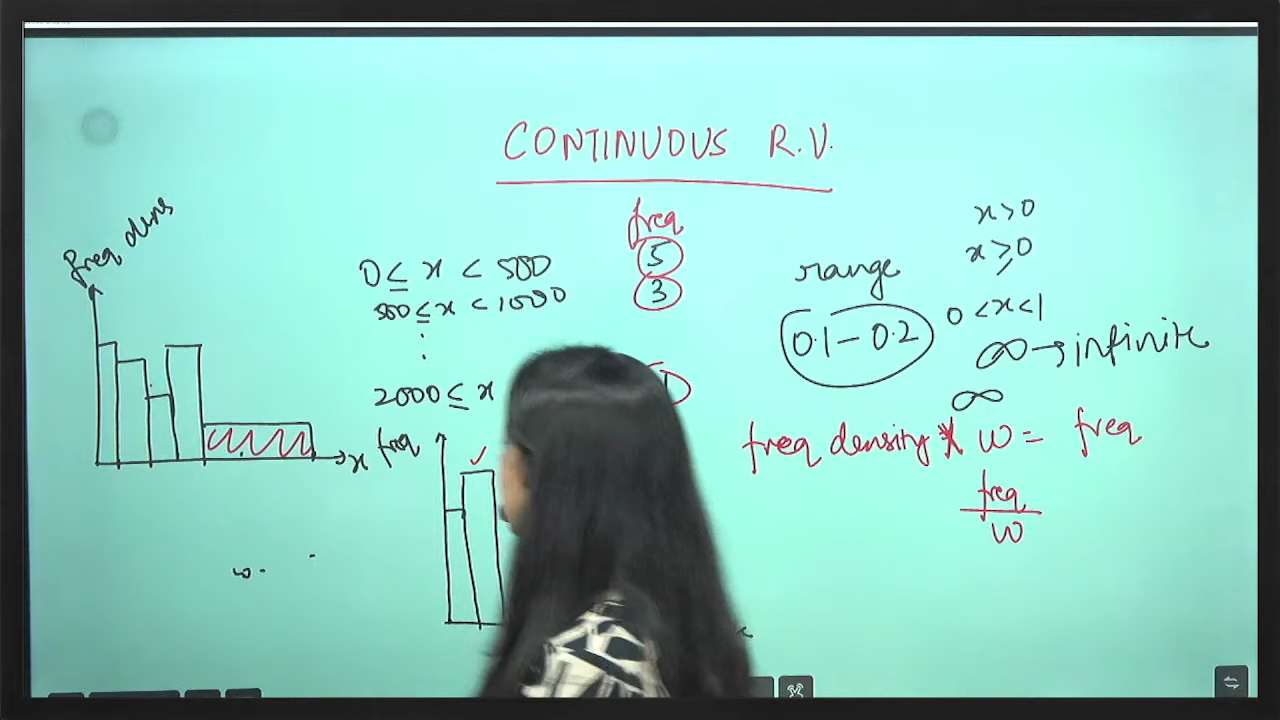 CONTINUOUS R.V.
freq dens
x
0 ≤ x < 500
500 ≤ x < 1000
⋮
2000 ≤ x
freq
5
3
1
freq
range
0.1 – 0.2
x > 0
x ≥ 0
0 < x < 1
∞ → infinite
∞
freq density × w = freq
freq
w
w.